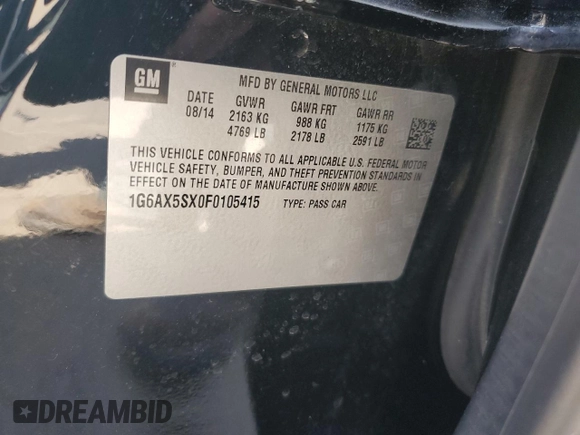 GM
MFD BY GENERAL MOTORS LLC
DATE GVWR GAWR FRT GAWR RR
08/14 2163 KG 988 KG 1175 KG
4769 LB 2178 LB 2591 LB
THIS VEHICLE CONFORMS TO ALL APPLICABLE U.S. FEDERAL MOTOR
VEHICLE SAFETY, BUMPER, AND THEFT PREVENTION STANDARDS IN
EFFECT ON THE DATE OF MANUFACTURE SHOWN ABOVE.
1G6AX5SX0F0105415 TYPE: PASS CAR
DREAMBID